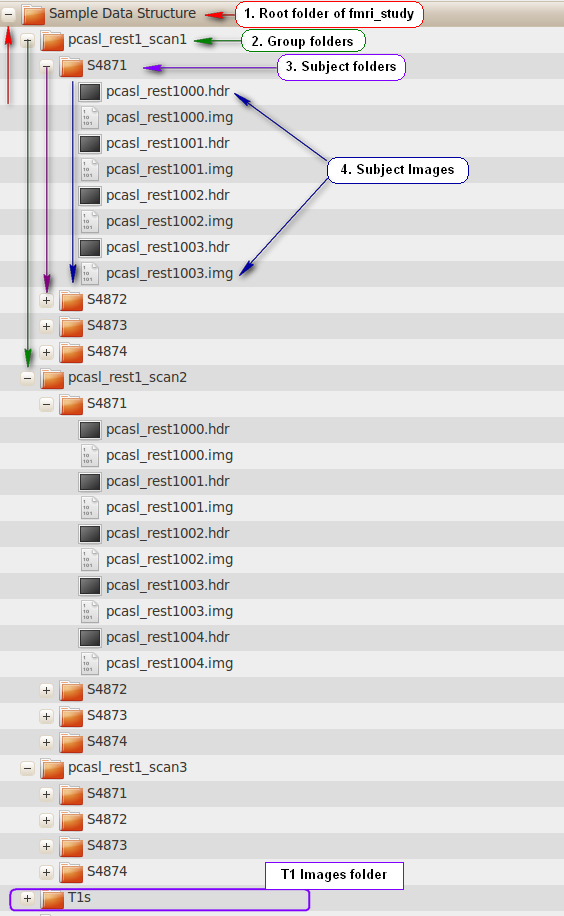 Sample Data Structure
1. Root folder of fmri_study
pcasl_rest1_scan1
2. Group folders
S4871
3. Subject folders
pcasl_rest1000.hdr
pcasl_rest1000.img
pcasl_rest1001.hdr
pcasl_rest1001.img
4. Subject Images
pcasl_rest1002.hdr
pcasl_rest1002.img
pcasl_rest1003.hdr
pcasl_rest1003.img
S4872
S4873
S4874
pcasl_rest1_scan2
S4871
pcasl_rest1000.hdr
pcasl_rest1000.img
pcasl_rest1001.hdr
pcasl_rest1001.img
pcasl_rest1002.hdr
pcasl_rest1002.img
pcasl_rest1003.hdr
pcasl_rest1003.img
pcasl_rest1004.hdr
pcasl_rest1004.img
S4872
S4873
S4874
pcasl_rest1_scan3
S4871
S4872
S4873
S4874
T1 Images folder
T1s